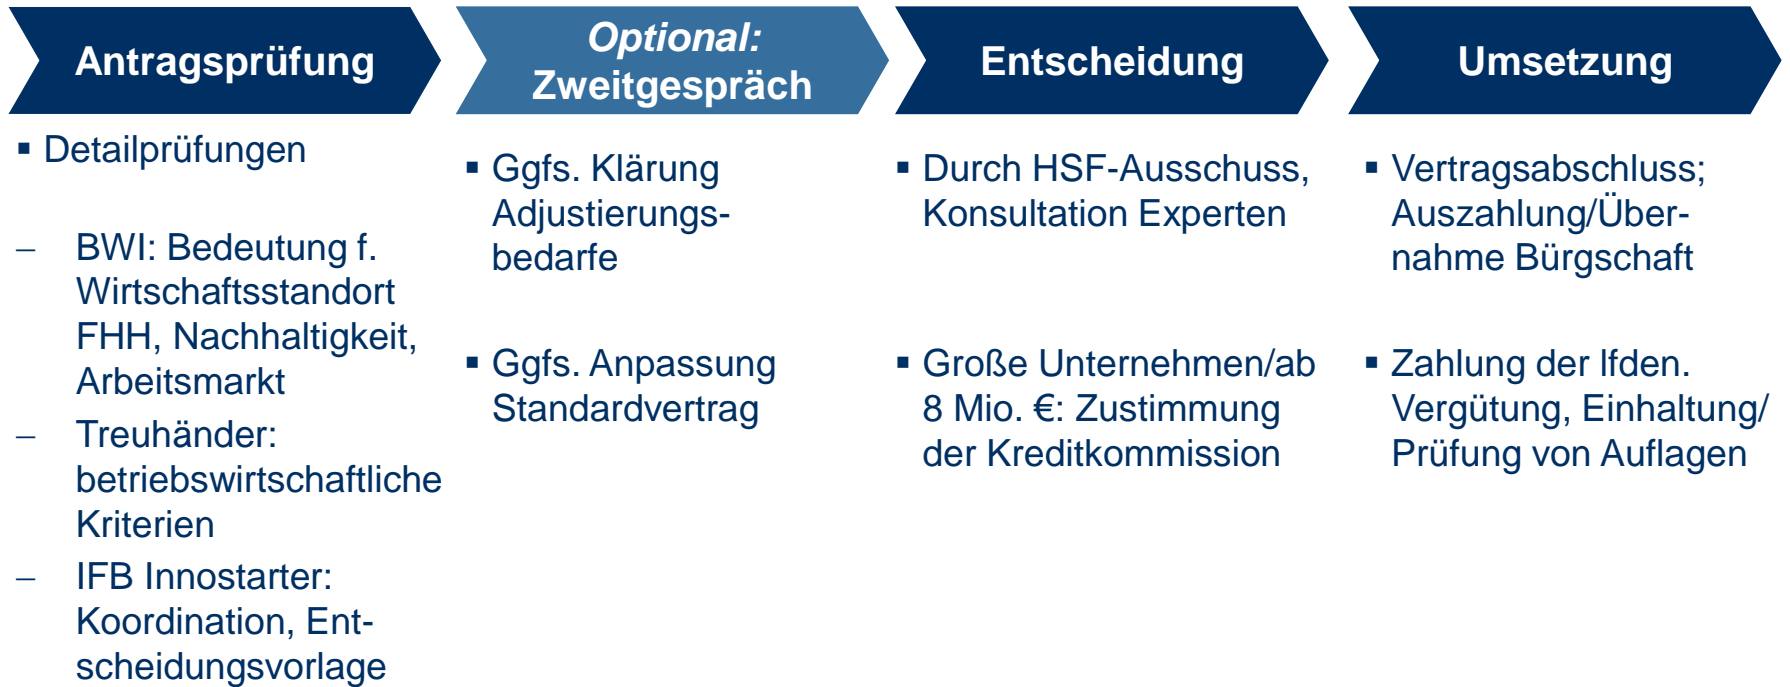 Antragsprüfung
▪ Detailprüfungen
– BWI: Bedeutung f.
Wirtschaftsstandort
FHH, Nachhaltigkeit,
Arbeitsmarkt
– Treuhänder:
betriebswirtschaftliche
Kriterien
– IFB Innostarter:
Koordination, Ent-
scheidungsvorlage
Optional:
Zweitgespräch
▪ Ggfs. Klärung
Adjustierungs-
bedarfe
▪ Ggfs. Anpassung
Standardvertrag
Entscheidung
▪ Durch HSF-Ausschuss,
Konsultation Experten
▪ Große Unternehmen/ab
8 Mio. €: Zustimmung
der Kreditkommission
Umsetzung
▪ Vertragsabschluss;
Auszahlung/Über-
nahme Bürgschaft
▪ Zahlung der lfden.
Vergütung, Einhaltung/
Prüfung von Auflagen